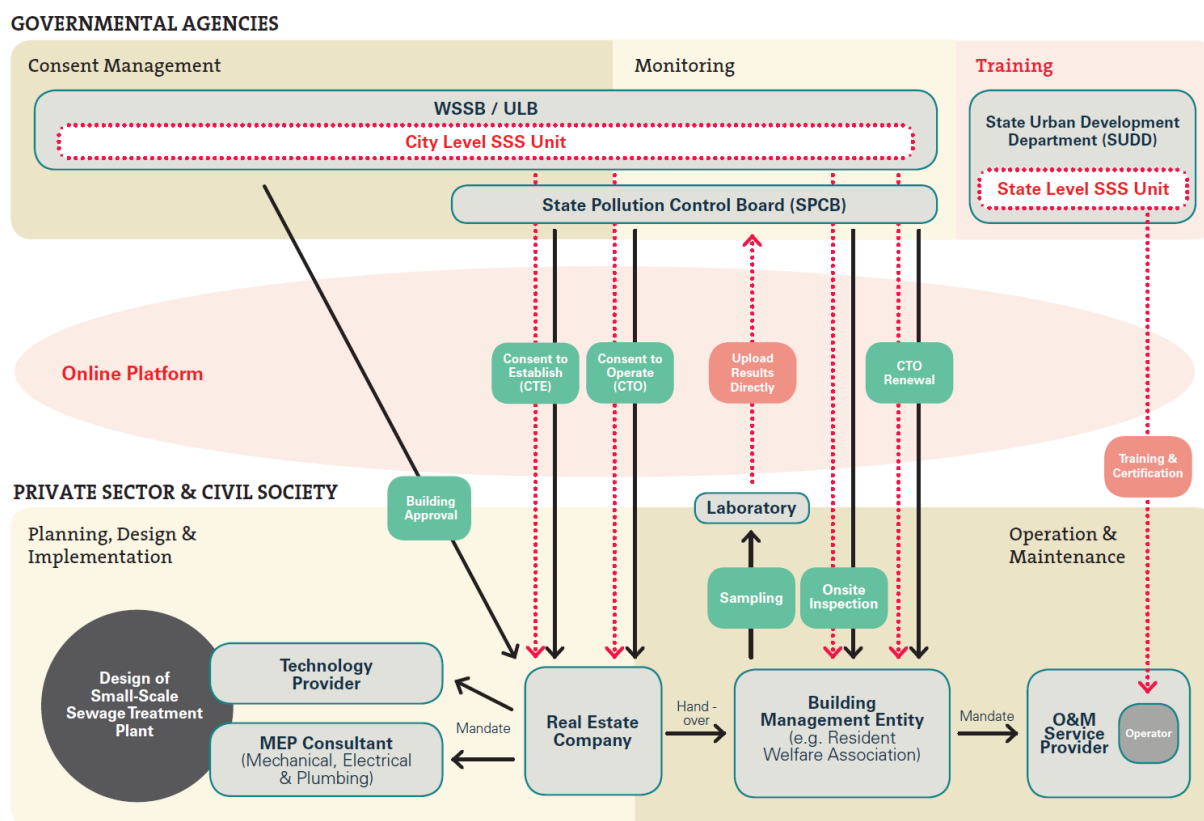 GOVERNMENTAL AGENCIES
Consent Management
Monitoring
Training
WSSB / ULB
City Level SSS Unit
State Urban Development
Department (SUDD)
State Level SSS Unit
State Pollution Control Board (SPCB)
Online Platform
Consent to
Establish
(CTE)
Consent to
Operate
(CTO)
Upload
Results
Directly
CTO
Renewal
Training &
Certification
PRIVATE SECTOR & CIVIL SOCIETY
Building
Approval
Planning, Design &
Implementation
Laboratory
Operation &
Maintenance
Sampling
Onsite
Inspection
Design of
Small-Scale
Sewage Treatment
Plant
Technology
Provider
MEP Consultant
(Mechanical, Electrical
& Plumbing)
Mandate
Real Estate
Company
Hand -
over
Building
Management Entity
(e.g. Resident
Welfare Association)
Mandate
O&M
Service
Provider
Operator